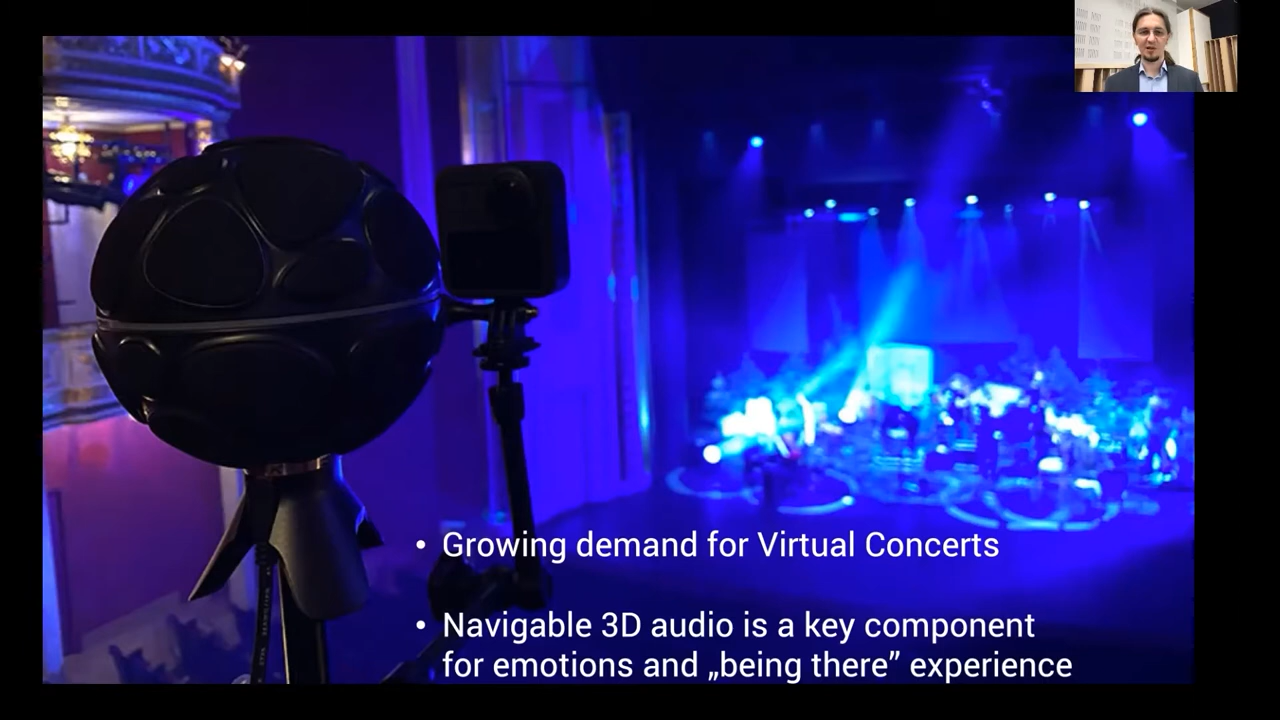 • Growing demand for Virtual Concerts
• Navigable 3D audio is a key component
for emotions and „being there” experience